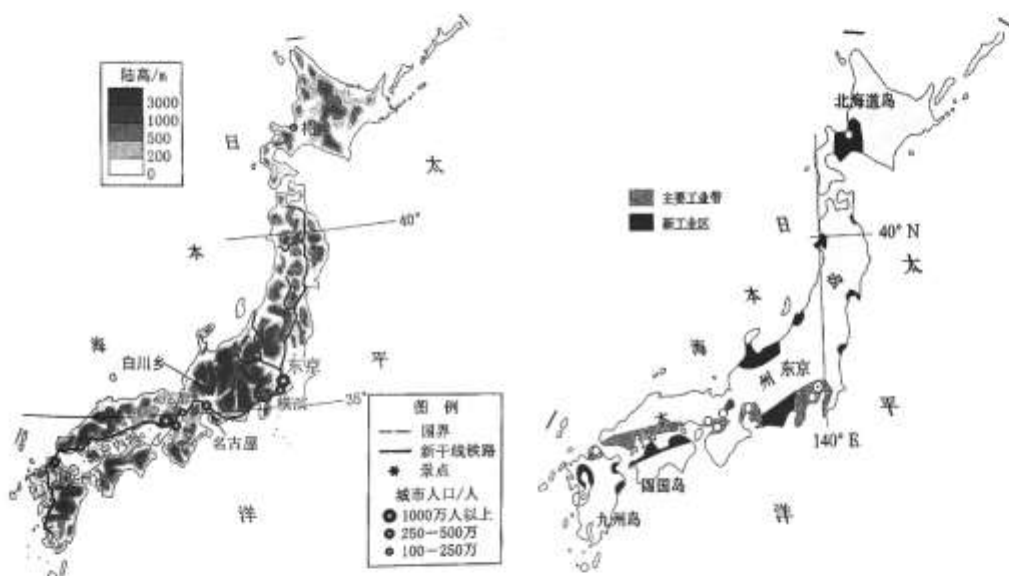 陆高/m
3000
1000
500
200
0
日
本
海
太
平
洋
40°
35°
白川乡
东京
横滨
名古屋
图 例
国界
新干线铁路
景点
城市人口/人
1000万人以上
250—500万
100—250万
北海道岛
主要工业带
新工业区
日
本
海
太
平
洋
40° N
140° E
州
东京
本
四国岛
九州岛